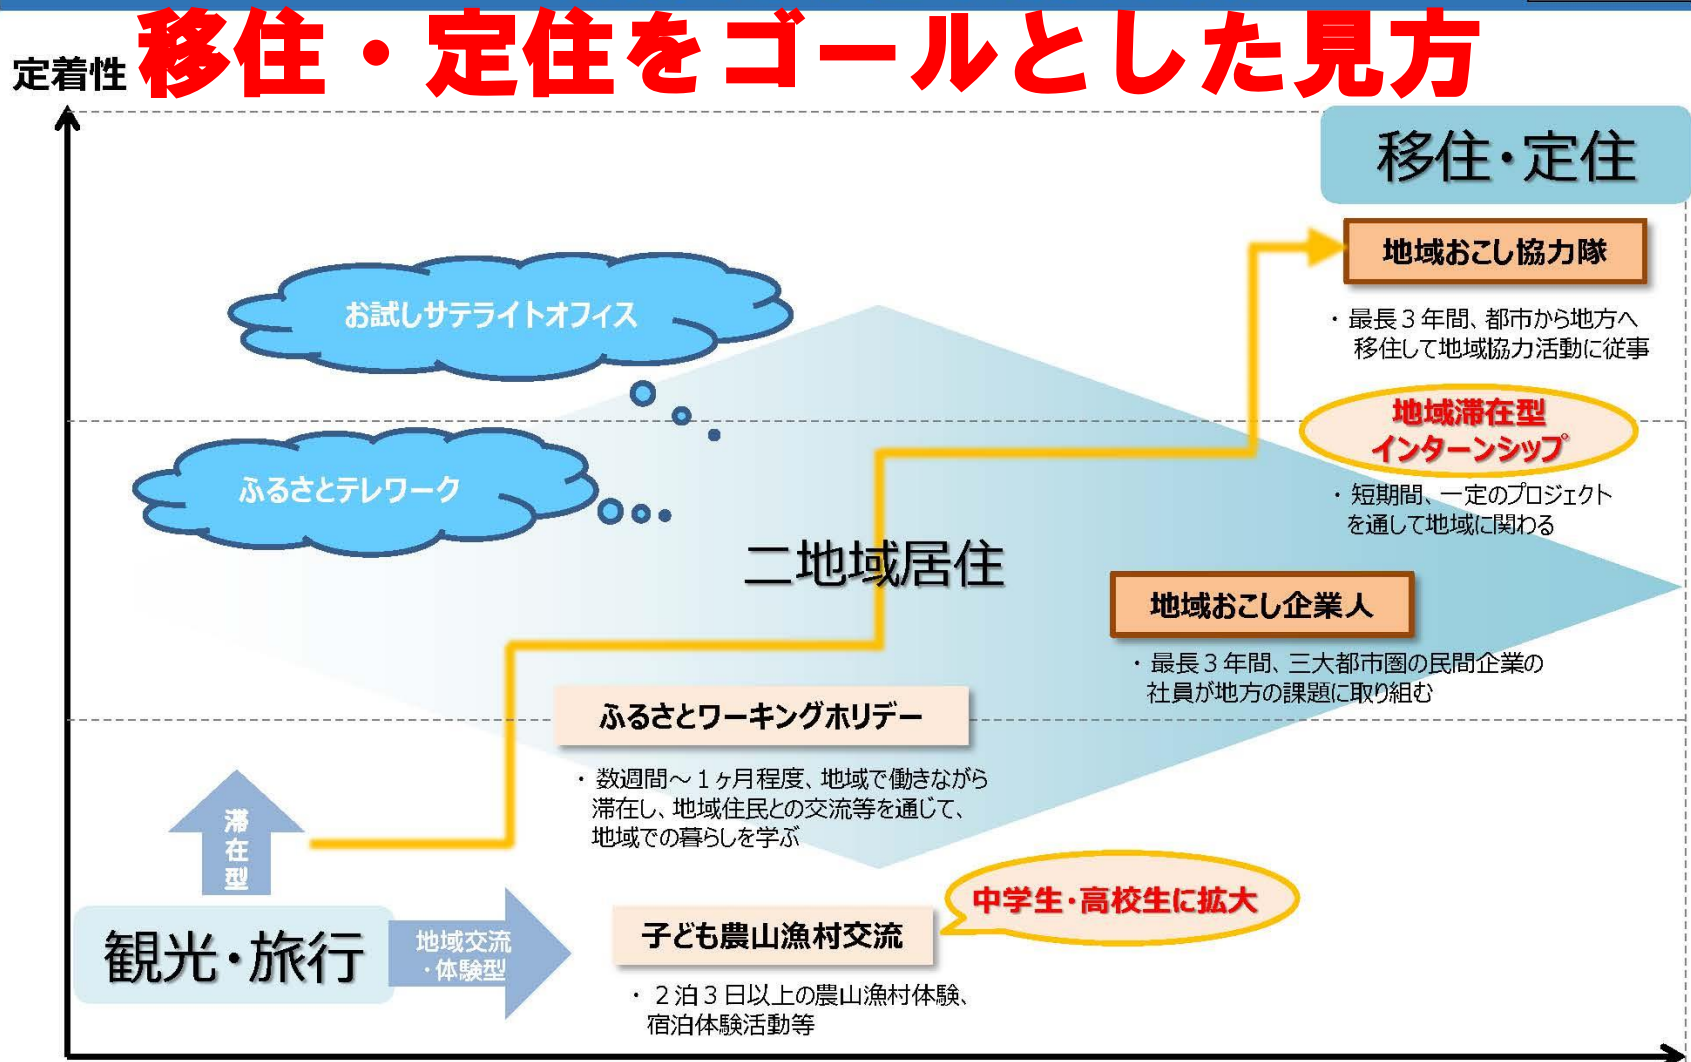 移住・定住をゴールとした見方
定着性
移住・定住
地域おこし協力隊
・最長３年間、都市から地方へ
移住して地域協力活動に従事
お試しサテライトオフィス
地域滞在型
インターンシップ
・短期間、一定のプロジェクト
を通して地域に関わる
ふるさとテレワーク
二地域居住
地域おこし企業人
・最長３年間、三大都市圏の民間企業の
社員が地方の課題に取り組む
ふるさとワーキングホリデー
・数週間～１ヶ月程度、地域で働きながら
滞在し、地域住民との交流等を通じて、
地域での暮らしを学ぶ
滞在型
観光・旅行
地域交流
・体験型
子ども農山漁村交流
中学生・高校生に拡大
・２泊３日以上の農山漁村体験、
宿泊体験活動等